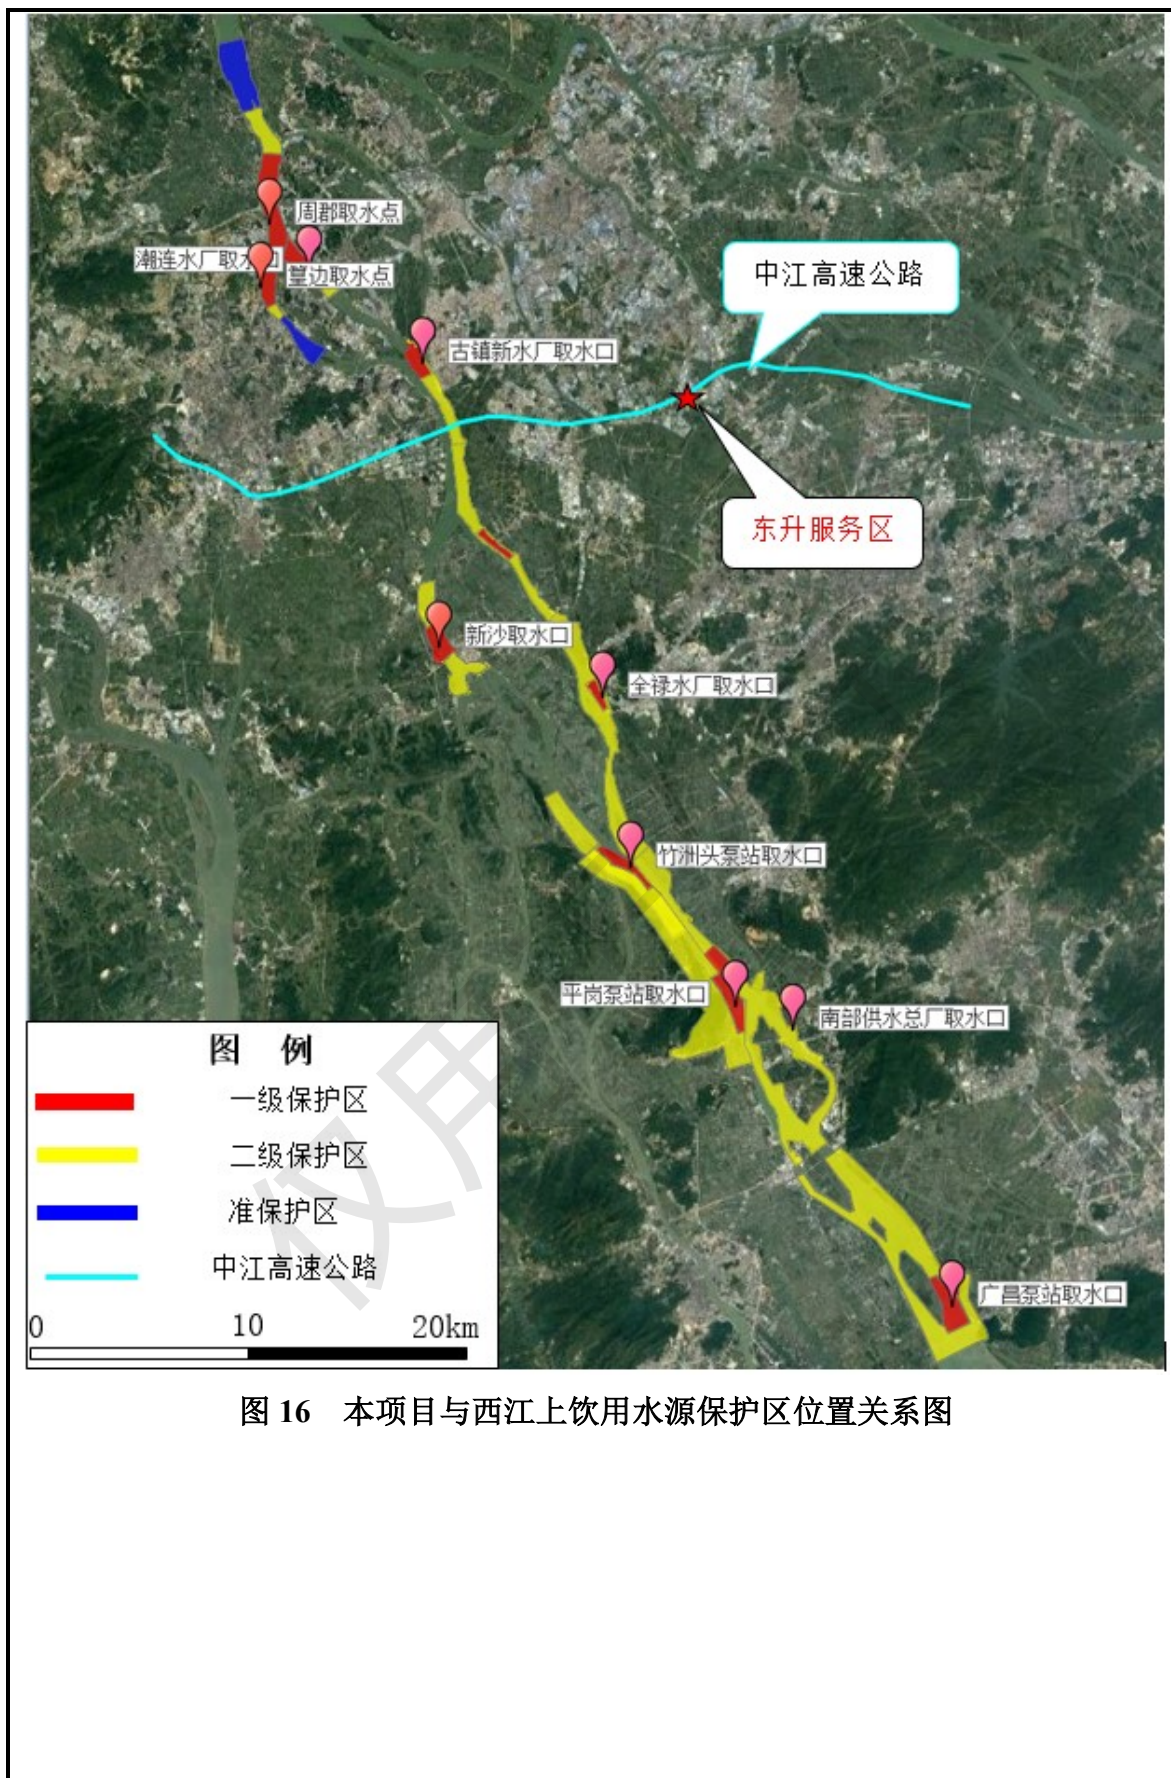 周郡取水点
潮连水厂取水口
篁边取水点
中江高速公路
古镇新水厂取水口
东升服务区
新沙取水口
全禄水厂取水口
竹洲头泵站取水口
平岗泵站取水口
南部供水总厂取水口
广昌泵站取水口
图 例
一级保护区
二级保护区
准保护区
中江高速公路
0 10 20km
仅用
图 16 本项目与西江上饮用水源保护区位置关系图